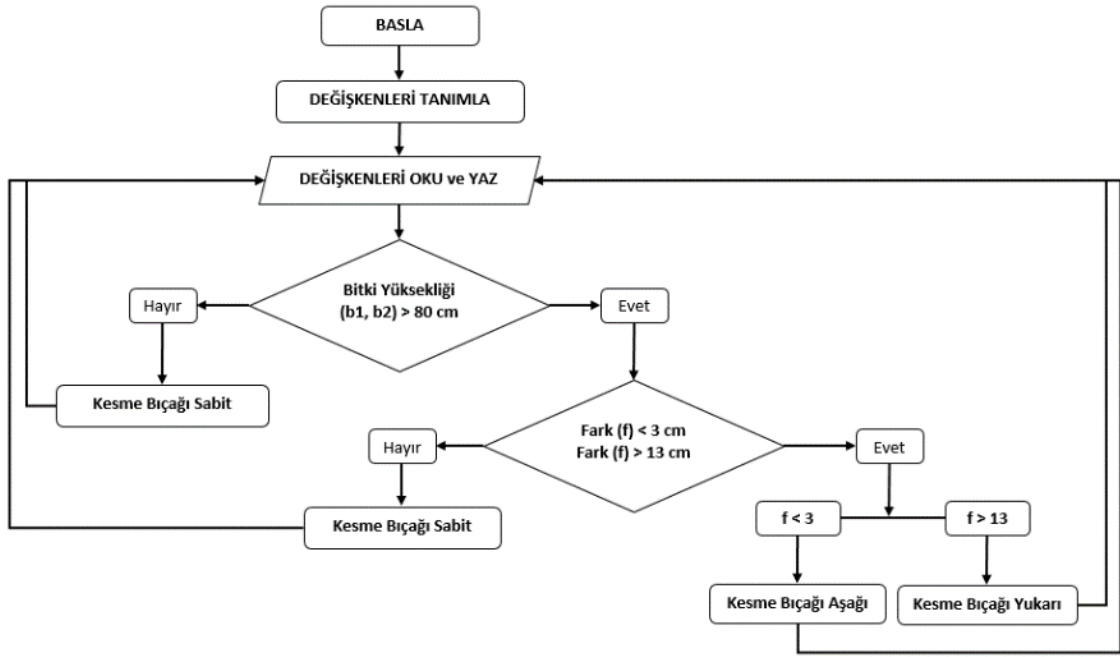 BASLA
DEĞİŞKENLERİ TANIMLA
DEĞİŞKENLERİ OKU ve YAZ
Bitki Yüksekliği
(b1, b2) > 80 cm
Hayır
Evet
Kesme Bıçağı Sabit
Fark (f) < 3 cm
Fark (f) > 13 cm
Hayır
Evet
Kesme Bıçağı Sabit
f < 3
f > 13
Kesme Bıçağı Aşağı
Kesme Bıçağı Yukarı